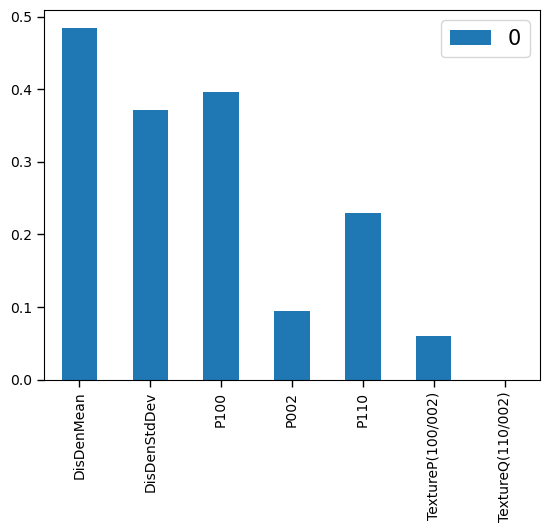 0.5
0.4
0.3
0.2
0.1
0.0
0
DisDenMean
DisDenStdDev
P100
P002
P110
TextureP(100/002)
TextureQ(110/002)